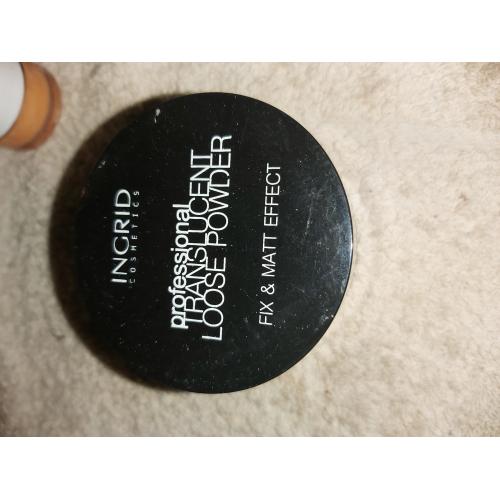 INGRID
COSMETICS
professional
TRANSLUCENT
LOOSE POWDER
FIX & MATT EFFECT